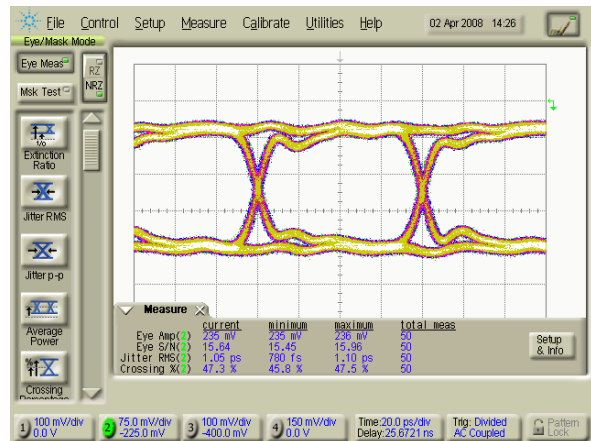 File Control Setup Measure Calibrate Utilities Help 02 Apr 2008 14:26
Eye/Mask Mode
Eye Meas
RZ
NRZ
Msk Test
Extinction
Ratio
Jitter RMS
Jitter p-p
Average
Power
Crossing
Measure
current minimum maximum total meas
Eye Amp(2) 235 mV 235 mV 236 mV 50
Eye S/N(2) 15.64 15.45 15.96 50
Jitter RMS(2) 1.05 ps 780 fs 1.10 ps 50
Crossing %(2) 47.3 % 45.8 % 47.5 % 50
Setup
& Info
1 100 mV/div
0.0 V
2 75.0 mV/div
-225.0 mV
3 100 mV/div
-400.0 mV
4 150 mV/div
0.0 V
Time:20.0 ps/div
Delay:25.6721 ns
Trig: Divided
AC Coupled
Pattern
Lock